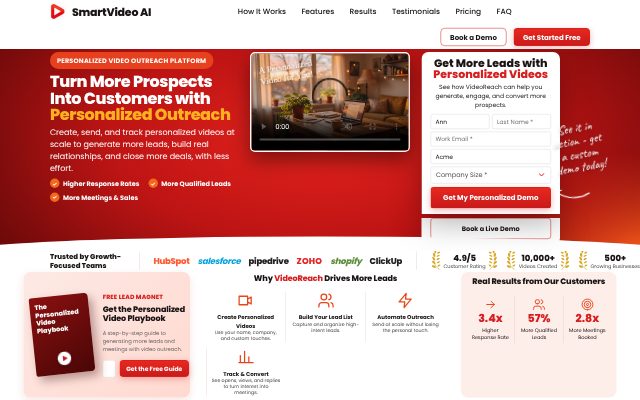 SmartVideo AI
How It Works
Features
Results
Testimonials
Pricing
FAQ
Book a Demo
Get Started Free
PERSONALIZED VIDEO OUTREACH PLATFORM
Turn More Prospects
Into Customers with
Personalized Outreach
Create, send, and track personalized videos at
scale to generate more leads, build real
relationships, and close more deals, with less
effort.
Higher Response Rates
More Qualified Leads
More Meetings & Sales
A Personalized
0:00
Get More Leads with
Personalized Videos
See how VideoReach can help you
generate, engage, and convert more
prospects.
Ann
Last Name *
Work Email *
Acme
Company Size *
Get My Personalized Demo
Book a Live Demo
See it in
ction - get
a custom
demo today!
Trusted by Growth-
Focused Teams
HubSpot
salesforce
pipedrive
ZOHO
shopify
ClickUp
4.9/5
Customer Rating
10,000+
Videos Created
500+
Growing Businesses
The
Personalized
Video
Playbook
FREE LEAD MAGNET
Get the Personalized
Video Playbook
A step-by-step guide to
generating more leads and
meetings with video outreach.
Get the Free Guide
Why VideoReach Drives More Leads
Create Personalized
Videos
Use your name, company,
and custom touches.
Build Your Lead List
Capture and organize high-
intent leads.
Automate Outreach
Send at scale without losing
the personal touch.
Track & Convert
See opens, views, and replies
to turn interest into
meetings.
Real Results from Our Customers
3.4x
Higher
Response Rate
57%
More Qualified
Leads
2.8x
More Meetings
Booked